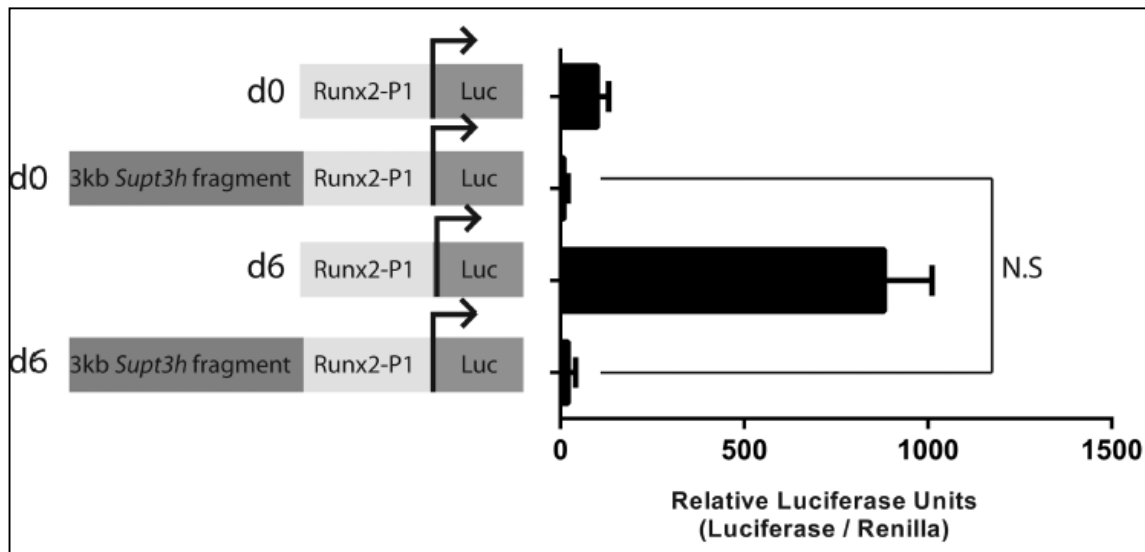 d0 Runx2-P1 Luc
d0 3kb Supt3h fragment Runx2-P1 Luc
d6 Runx2-P1 Luc
d6 3kb Supt3h fragment Runx2-P1 Luc
N.S
0 500 1000 1500
Relative Luciferase Units
(Luciferase / Renilla)